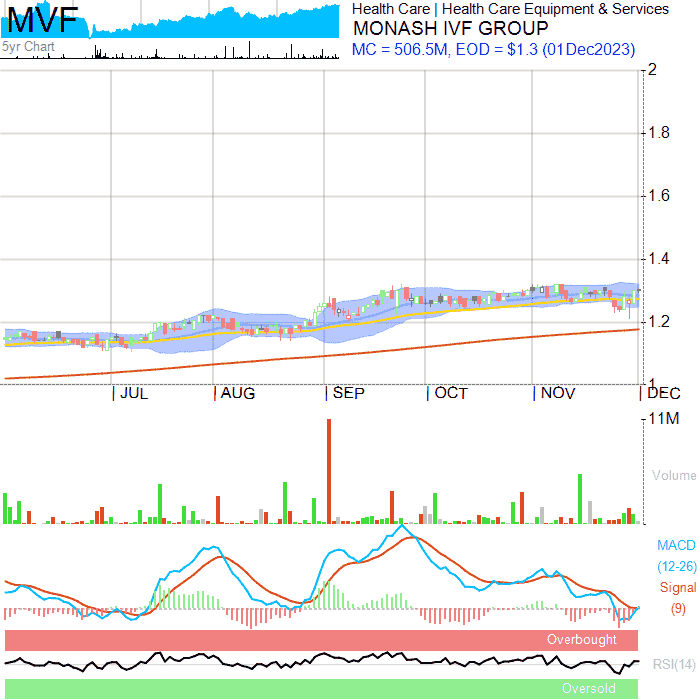 MVF
5yr Chart
Health Care | Health Care Equipment & Services
MONASH IVF GROUP
MC = 506.5M, EOD = $1.3 (01Dec2023)
2
1.8
1.6
1.4
1.2
1
JUL AUG SEP OCT NOV DEC
11M
Volume
MACD
(12-26)
Signal
(9)
Overbought
RSI(14)
Oversold